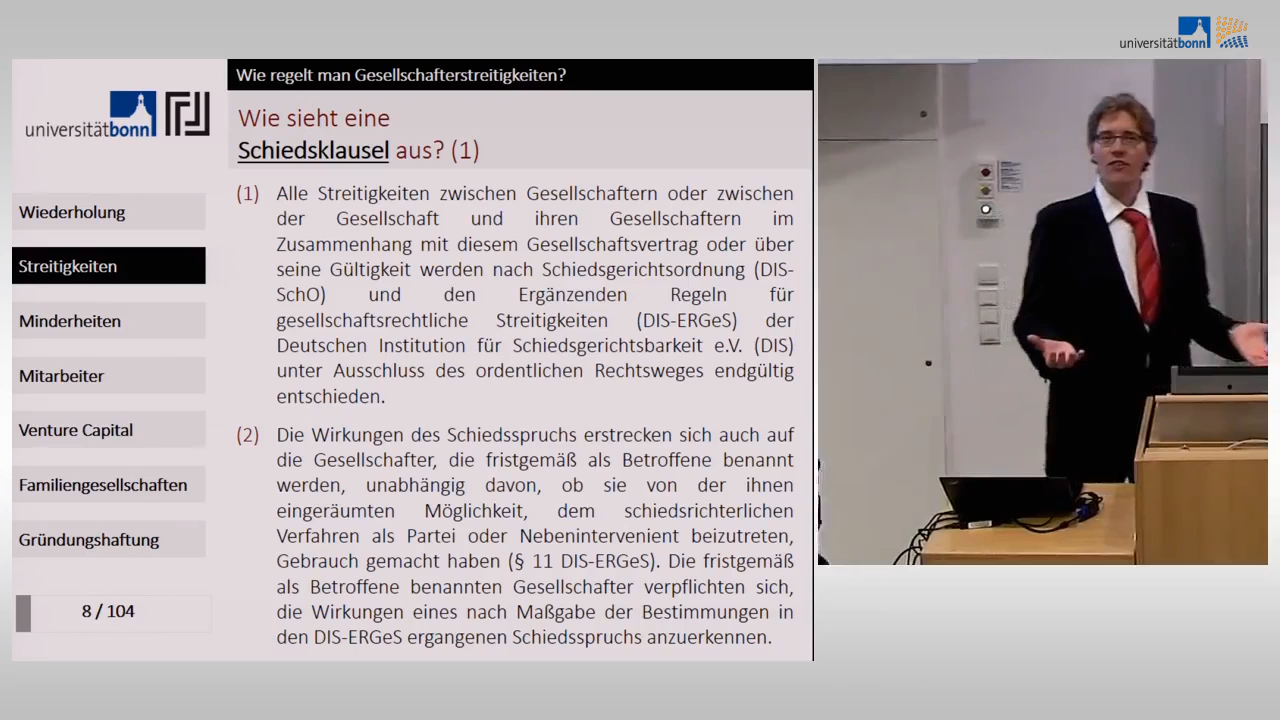 universitätbonn
Wie regelt man Gesellschafterstreitigkeiten?
universitätbonn
Wie sieht eine
Schiedsklausel aus? (1)
Wiederholung
Streitigkeiten
Minderheiten
Mitarbeiter
Venture Capital
Familiengesellschaften
Gründungshaftung
8 / 104
(1) Alle Streitigkeiten zwischen Gesellschaftern oder zwischen
der Gesellschaft und ihren Gesellschaftern im
Zusammenhang mit diesem Gesellschaftsvertrag oder über
seine Gültigkeit werden nach Schiedsgerichtsordnung (DIS-
SchO) und den Ergänzenden Regeln für
gesellschaftsrechtliche Streitigkeiten (DIS-ERGeS) der
Deutschen Institution für Schiedsgerichtsbarkeit e.V. (DIS)
unter Ausschluss des ordentlichen Rechtsweges endgültig
entschieden.
(2) Die Wirkungen des Schiedsspruchs erstrecken sich auch auf
die Gesellschafter, die fristgemäß als Betroffene benannt
werden, unabhängig davon, ob sie von der ihnen
eingeräumten Möglichkeit, dem schiedsrichterlichen
Verfahren als Partei oder Nebenintervenient beizutreten,
Gebrauch gemacht haben (§ 11 DIS-ERGeS). Die fristgemäß
als Betroffene benannten Gesellschafter verpflichten sich,
die Wirkungen eines nach Maßgabe der Bestimmungen in
den DIS-ERGeS ergangenen Schiedsspruchs anzuerkennen.